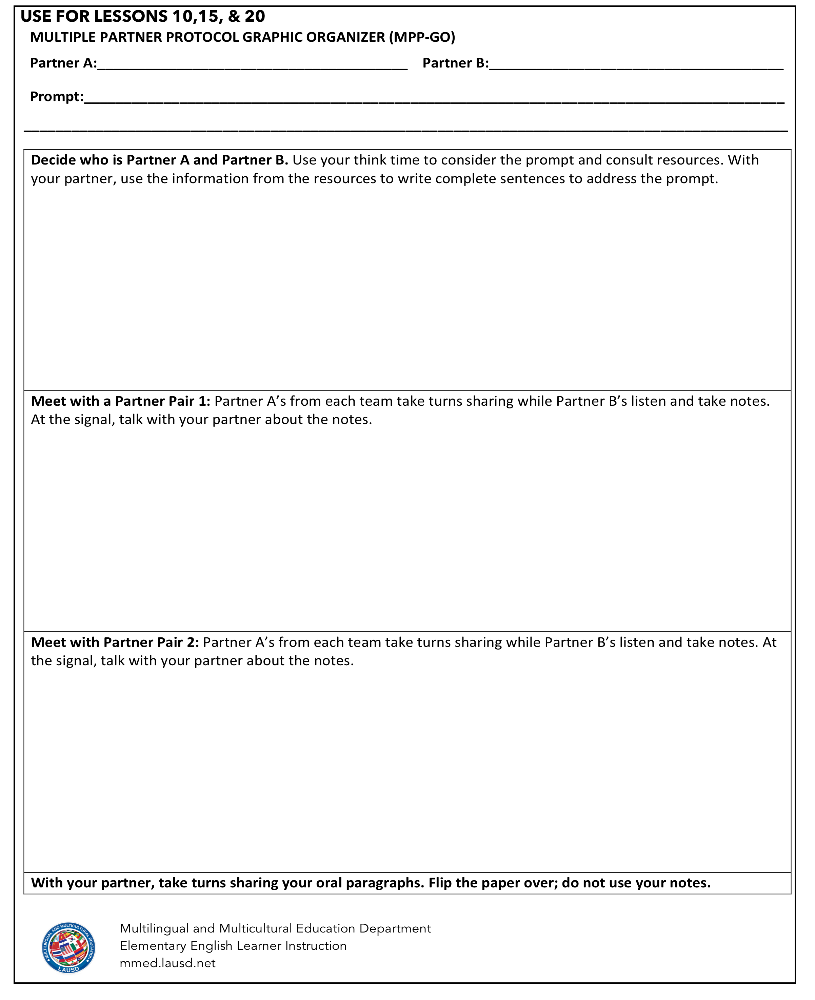 USE FOR LESSONS 10,15, & 20
MULTIPLE PARTNER PROTOCOL GRAPHIC ORGANIZER (MPP-GO)
Partner A:_______________________________________ Partner B:_____________________________________
Prompt:________________________________________________________________________________________
________________________________________________________________________________________________
Decide who is Partner A and Partner B. Use your think time to consider the prompt and consult resources. With
your partner, use the information from the resources to write complete sentences to address the prompt.
Meet with a Partner Pair 1: Partner A’s from each team take turns sharing while Partner B’s listen and take notes.
At the signal, talk with your partner about the notes.
Meet with Partner Pair 2: Partner A’s from each team take turns sharing while Partner B’s listen and take notes. At
the signal, talk with your partner about the notes.
With your partner, take turns sharing your oral paragraphs. Flip the paper over; do not use your notes.
MULTILINGUAL AND MULTICULTURAL EDUCATION
LAUSD
Multilingual and Multicultural Education Department
Elementary English Learner Instruction
mmed.lausd.net